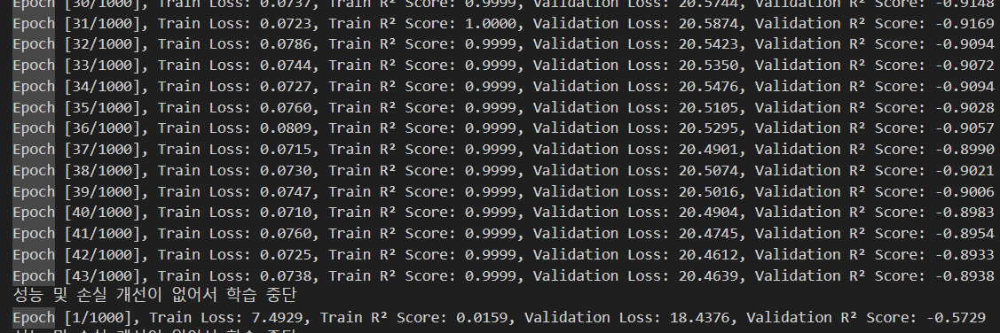 Epoch [30/1000], Train Loss: 0.0737, Train R² Score: 0.9999, Validation Loss: 20.5744, Validation R² Score: -0.9148
Epoch [31/1000], Train Loss: 0.0723, Train R² Score: 1.0000, Validation Loss: 20.5874, Validation R² Score: -0.9169
Epoch [32/1000], Train Loss: 0.0786, Train R² Score: 0.9999, Validation Loss: 20.5423, Validation R² Score: -0.9094
Epoch [33/1000], Train Loss: 0.0744, Train R² Score: 0.9999, Validation Loss: 20.5350, Validation R² Score: -0.9072
Epoch [34/1000], Train Loss: 0.0727, Train R² Score: 0.9999, Validation Loss: 20.5476, Validation R² Score: -0.9094
Epoch [35/1000], Train Loss: 0.0760, Train R² Score: 0.9999, Validation Loss: 20.5105, Validation R² Score: -0.9028
Epoch [36/1000], Train Loss: 0.0809, Train R² Score: 0.9999, Validation Loss: 20.5295, Validation R² Score: -0.9057
Epoch [37/1000], Train Loss: 0.0715, Train R² Score: 0.9999, Validation Loss: 20.4901, Validation R² Score: -0.8990
Epoch [38/1000], Train Loss: 0.0730, Train R² Score: 0.9999, Validation Loss: 20.5074, Validation R² Score: -0.9021
Epoch [39/1000], Train Loss: 0.0747, Train R² Score: 0.9999, Validation Loss: 20.5016, Validation R² Score: -0.9006
Epoch [40/1000], Train Loss: 0.0710, Train R² Score: 0.9999, Validation Loss: 20.4904, Validation R² Score: -0.8983
Epoch [41/1000], Train Loss: 0.0760, Train R² Score: 0.9999, Validation Loss: 20.4745, Validation R² Score: -0.8954
Epoch [42/1000], Train Loss: 0.0725, Train R² Score: 0.9999, Validation Loss: 20.4612, Validation R² Score: -0.8933
Epoch [43/1000], Train Loss: 0.0738, Train R² Score: 0.9999, Validation Loss: 20.4639, Validation R² Score: -0.8938
성능 및 손실 개선이 없어서 학습 중단
Epoch [1/1000], Train Loss: 7.4929, Train R² Score: 0.0159, Validation Loss: 18.4376, Validation R² Score: -0.5729